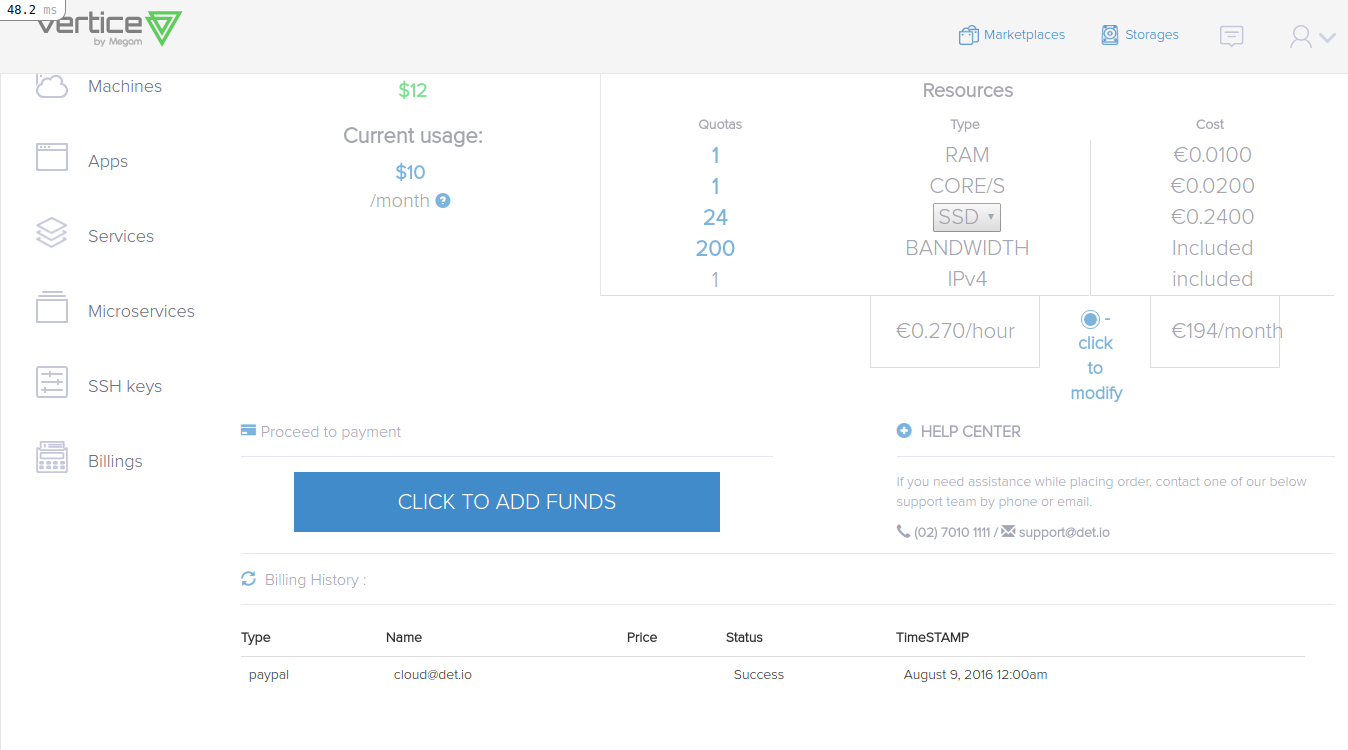 48.2 ms
vertice
by Megam
Marketplaces
Storages
Machines
Apps
Services
Microservices
SSH keys
Billings
$12
Current usage:
$10
/month
Resources
Quotas Type Cost
1 RAM €0.0100
1 CORE/S €0.0200
24 SSD €0.2400
200 BANDWIDTH Included
1 IPv4 included
€0.270/hour
- click to modify
€194/month
Proceed to payment
CLICK TO ADD FUNDS
HELP CENTER
If you need assistance while placing order, contact one of our below
support team by phone or email.
(02) 7010 1111 / support@det.io
Billing History :
Type Name Price Status TimeSTAMP
paypal cloud@det.io Success August 9, 2016 12:00am